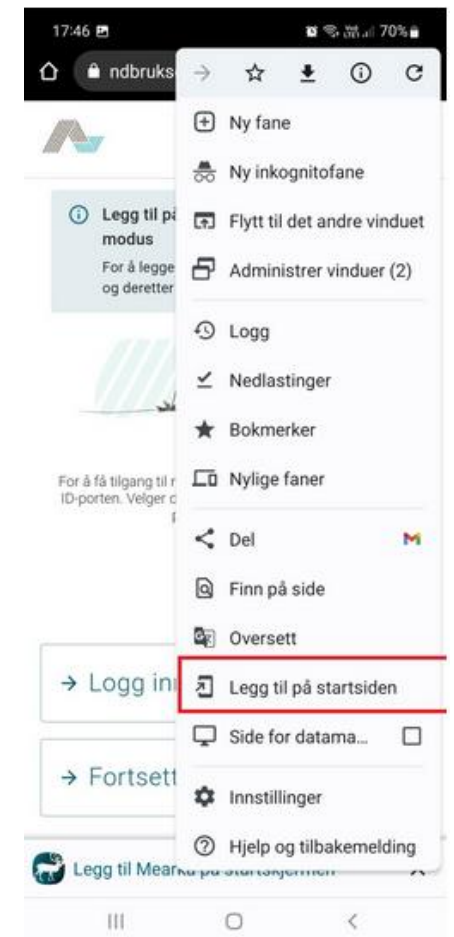 17:46
70%
ndbruks
Ny fane
Ny inkognitofane
Flytt til det andre vinduet
Administrer vinduer (2)
Logg
Nedlastinger
Bokmerker
Nylige faner
Del
Finn på side
Oversett
Legg til på startsiden
Side for datama...
Innstillinger
Hjelp og tilbakemelding
Legg til på
modus
For å legge
og deretter
For å få tilgang til
ID-porten. Velger
→ Logg in
→ Fortsett
Legg til Mearka på startskjermen